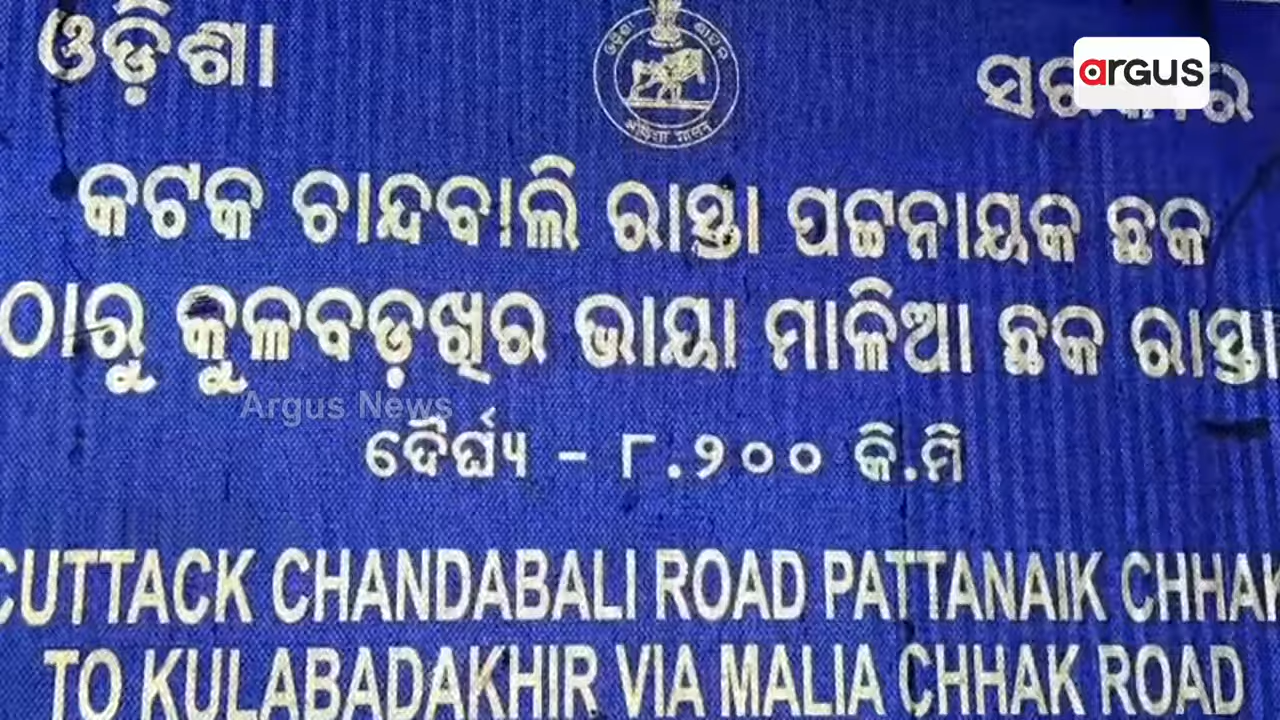 ଓଡ଼ିଶା
argus
କଟକ ଚାନ୍ଦବାଲି ରାସ୍ତା ପଟ୍ଟନାୟକ ଛକ
ଠାରୁ କୁଳବଡ଼ଖିର ଭାୟା ମାଳିଆ ଛକ ରାସ୍ତା
Argus News
ଦୈର୍ଘ୍ୟ - ୮.୨୦୦ କି.ମି
CUTTACK CHANDABALI ROAD PATTANAIK CHHAK
TO KULABADAKHIR VIA MALIA CHHAK ROAD